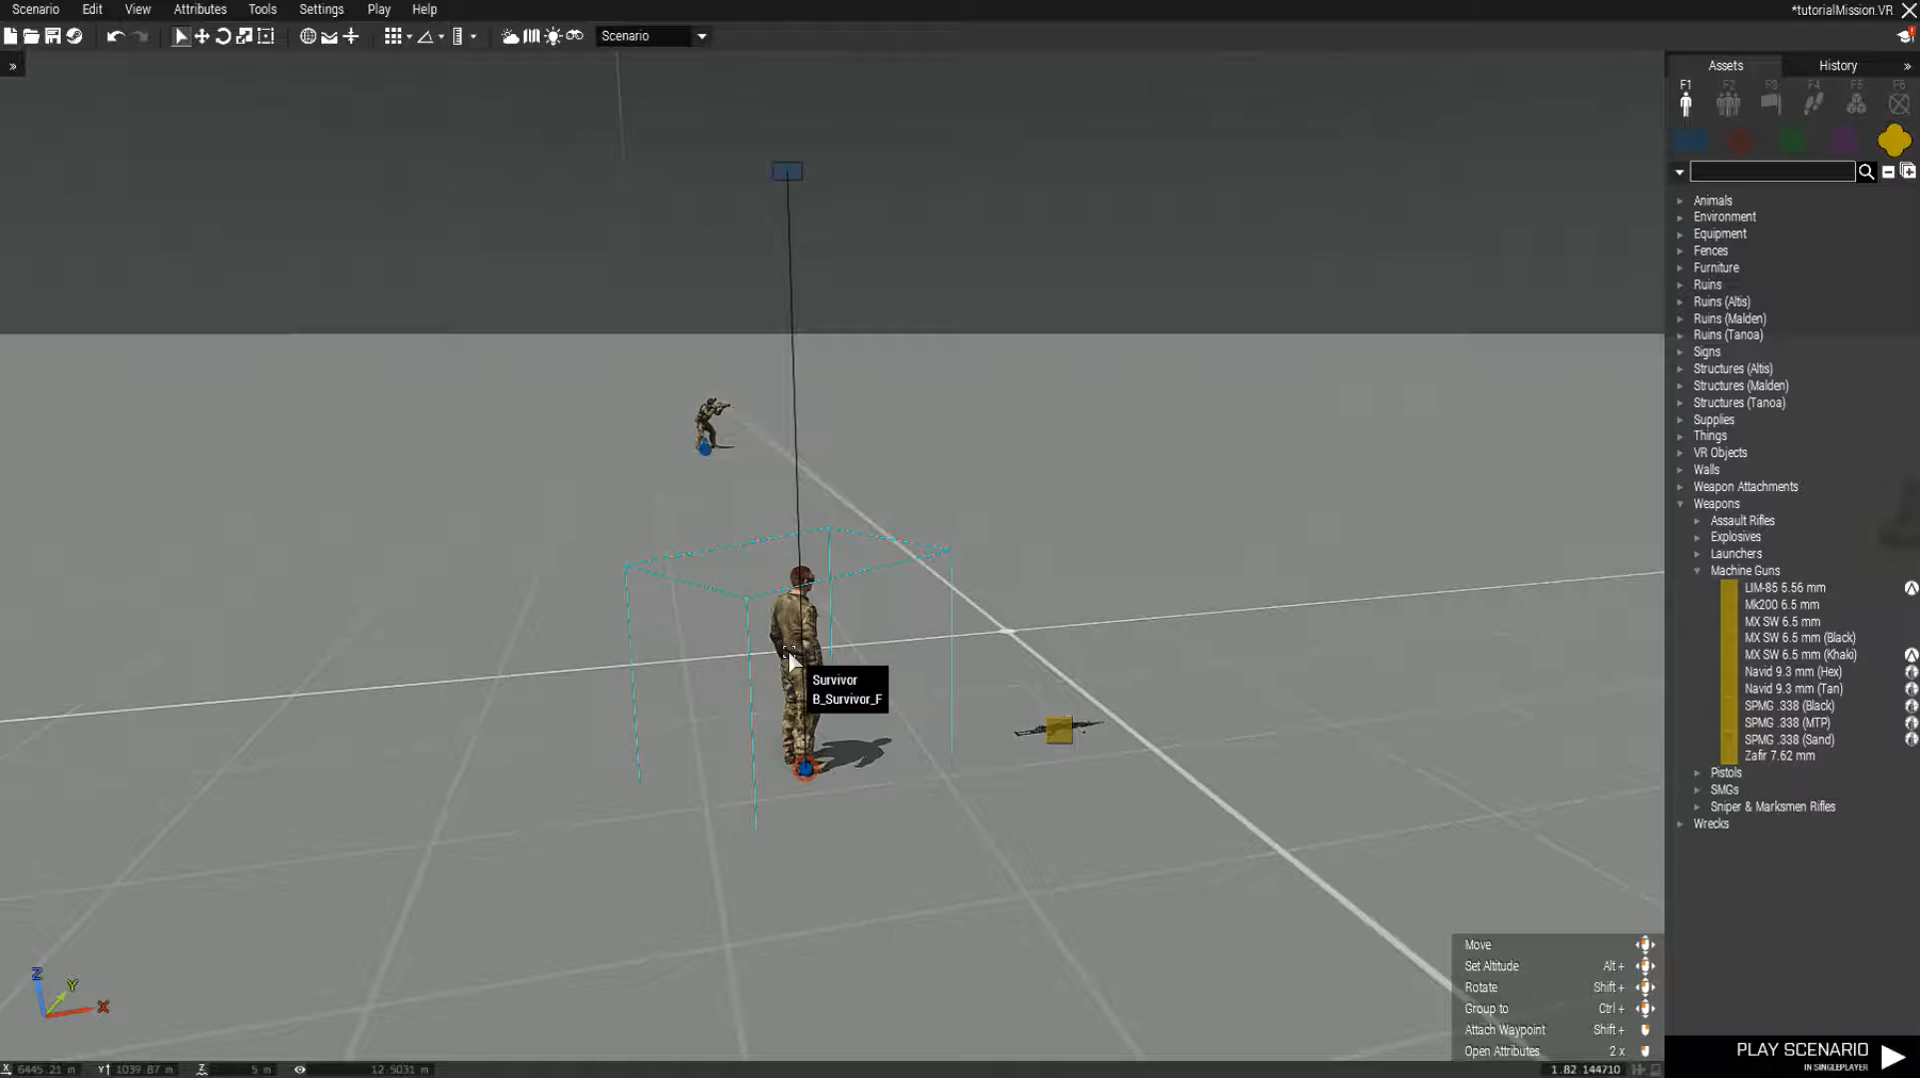 Scenario Edit View Attributes Tools Settings Play Help
*tutorialMission.VR
Scenario
Assets History
F1 F2 F3 F4 F5 F6
Animals
Environment
Equipment
Fences
Furniture
Ruins
Ruins (Altis)
Ruins (Malden)
Ruins (Tanoa)
Signs
Structures (Altis)
Structures (Malden)
Structures (Tanoa)
Supplies
Things
VR Objects
Walls
Weapon Attachments
Weapons
Assault Rifles
Explosives
Launchers
Machine Guns
LIM-85 5.56 mm
Mk200 6.5 mm
MX SW 6.5 mm
MX SW 6.5 mm (Black)
MX SW 6.5 mm (Khaki)
Navid 9.3 mm (Hex)
Navid 9.3 mm (Tan)
SPMG .338 (Black)
SPMG .338 (MTP)
SPMG .338 (Sand)
Zafir 7.62 mm
Pistols
SMGs
Sniper & Marksmen Rifles
Wrecks
Survivor
B_Survivor_F
Move
Set Altitude Alt +
Rotate Shift +
Group to Ctrl +
Attach Waypoint Shift +
Open Attributes 2 x
Z Y X
X 6445.21 m Y 1039.87 m Z 5 m 12.5031 m
1.82.144710
PLAY SCENARIO
IN SINGLEPLAYER